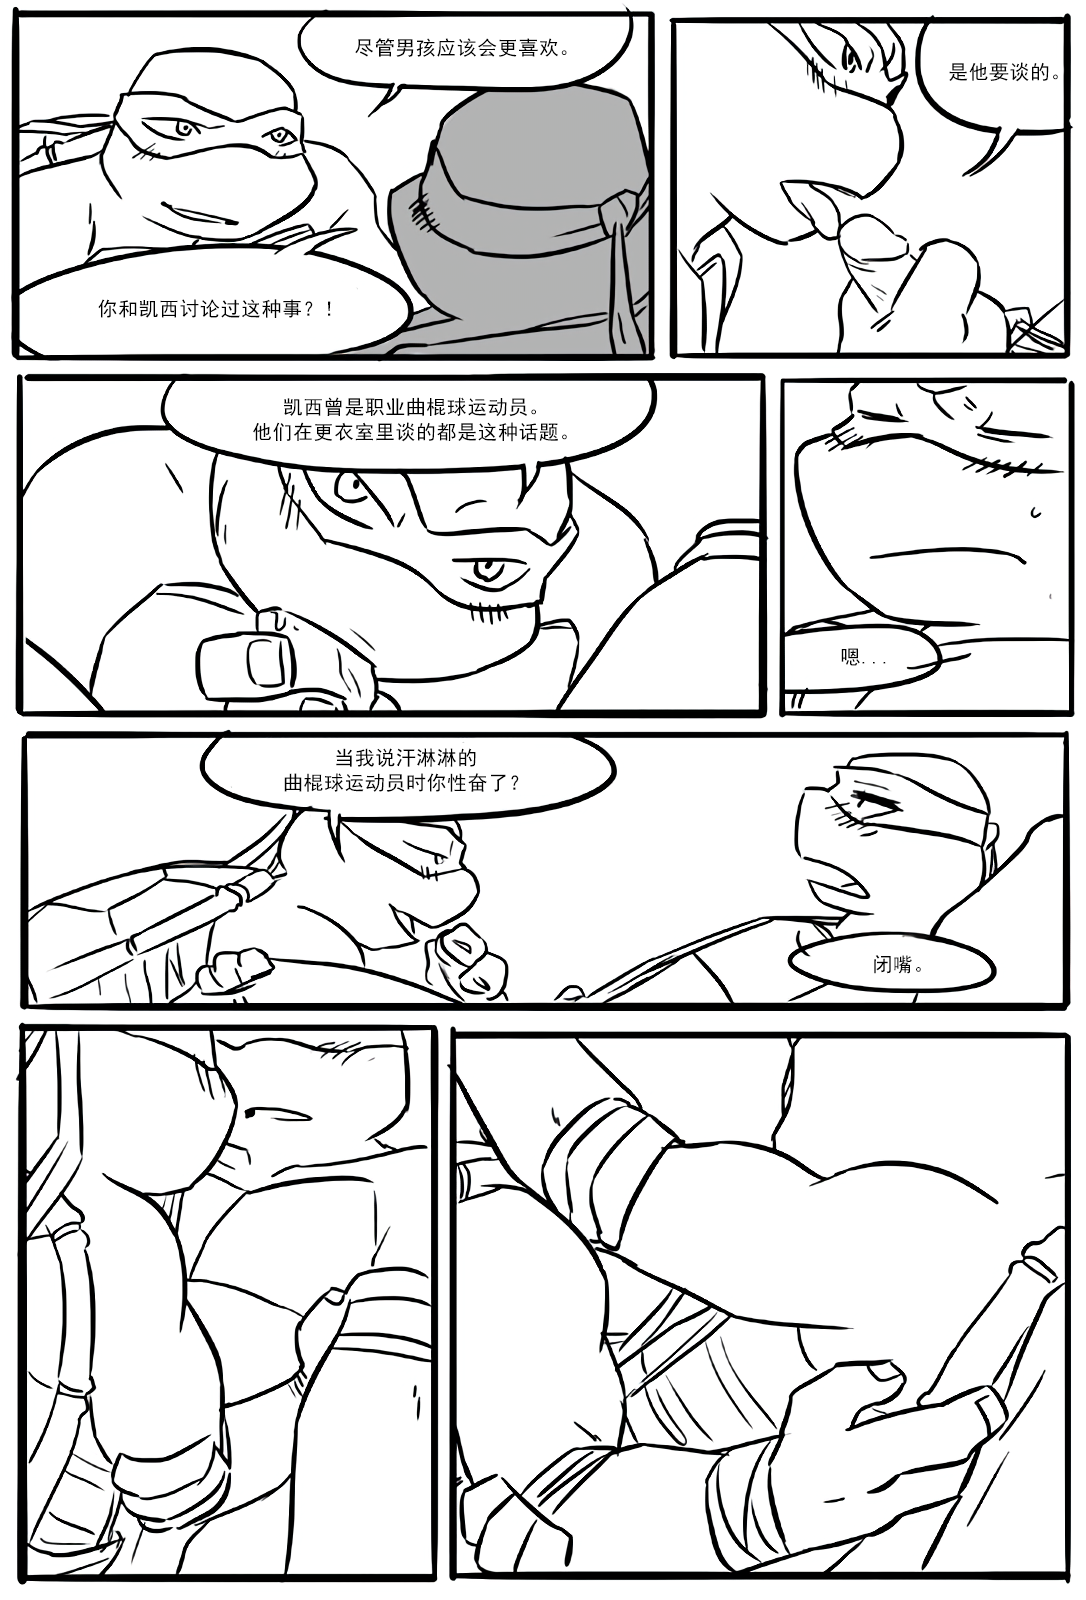 尽管男孩应该会更喜欢。
你和凯西讨论过这种事？！
是他要谈的。
凯西曾是职业曲棍球运动员。
他们在更衣室里谈的都是这种话题。
嗯...
当我说汗淋淋的
曲棍球运动员时你性奋了？
闭嘴。